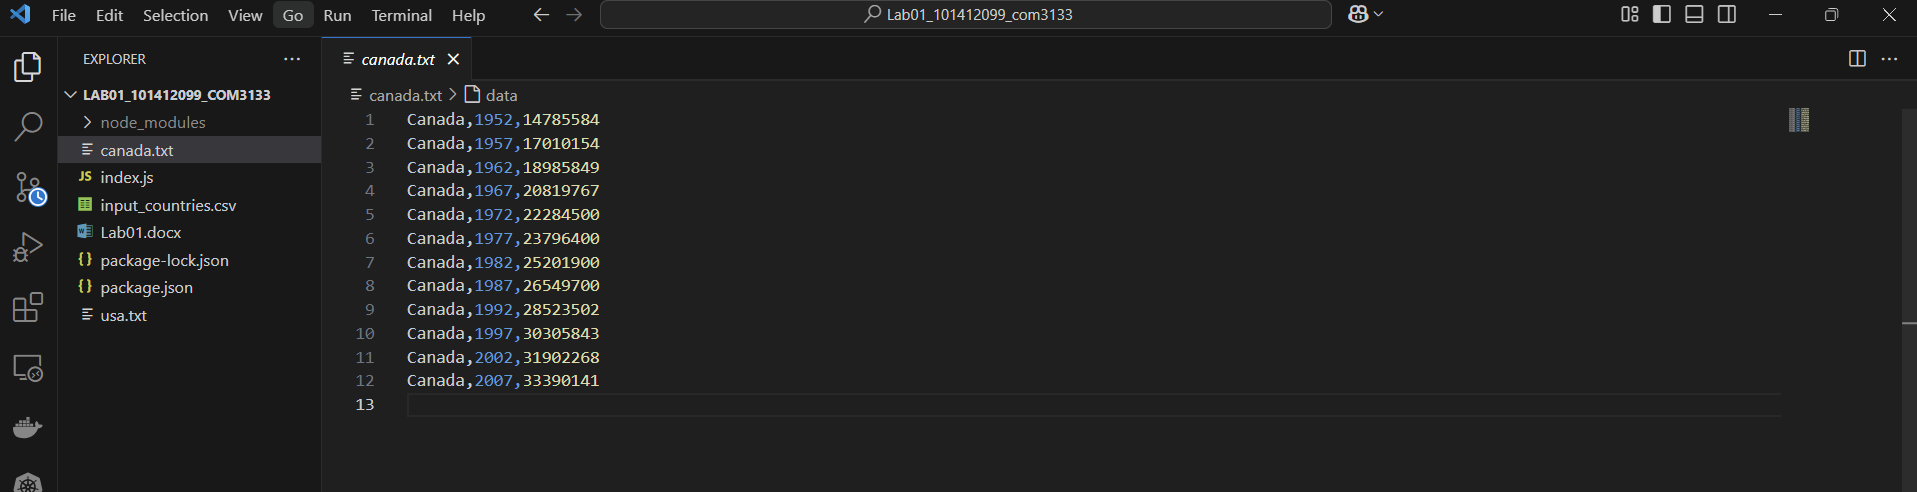 File Edit Selection View Go Run Terminal Help
Lab01_101412099_com3133
EXPLORER
LAB01_101412099_COM3133
node_modules
canada.txt
JS index.js
input_countries.csv
Lab01.docx
{} package-lock.json
{} package.json
usa.txt
canada.txt
canada.txt > data
1 Canada,1952,14785584
2 Canada,1957,17010154
3 Canada,1962,18985849
4 Canada,1967,20819767
5 Canada,1972,22284500
6 Canada,1977,23796400
7 Canada,1982,25201900
8 Canada,1987,26549700
9 Canada,1992,28523502
10 Canada,1997,30305843
11 Canada,2002,31902268
12 Canada,2007,33390141
13